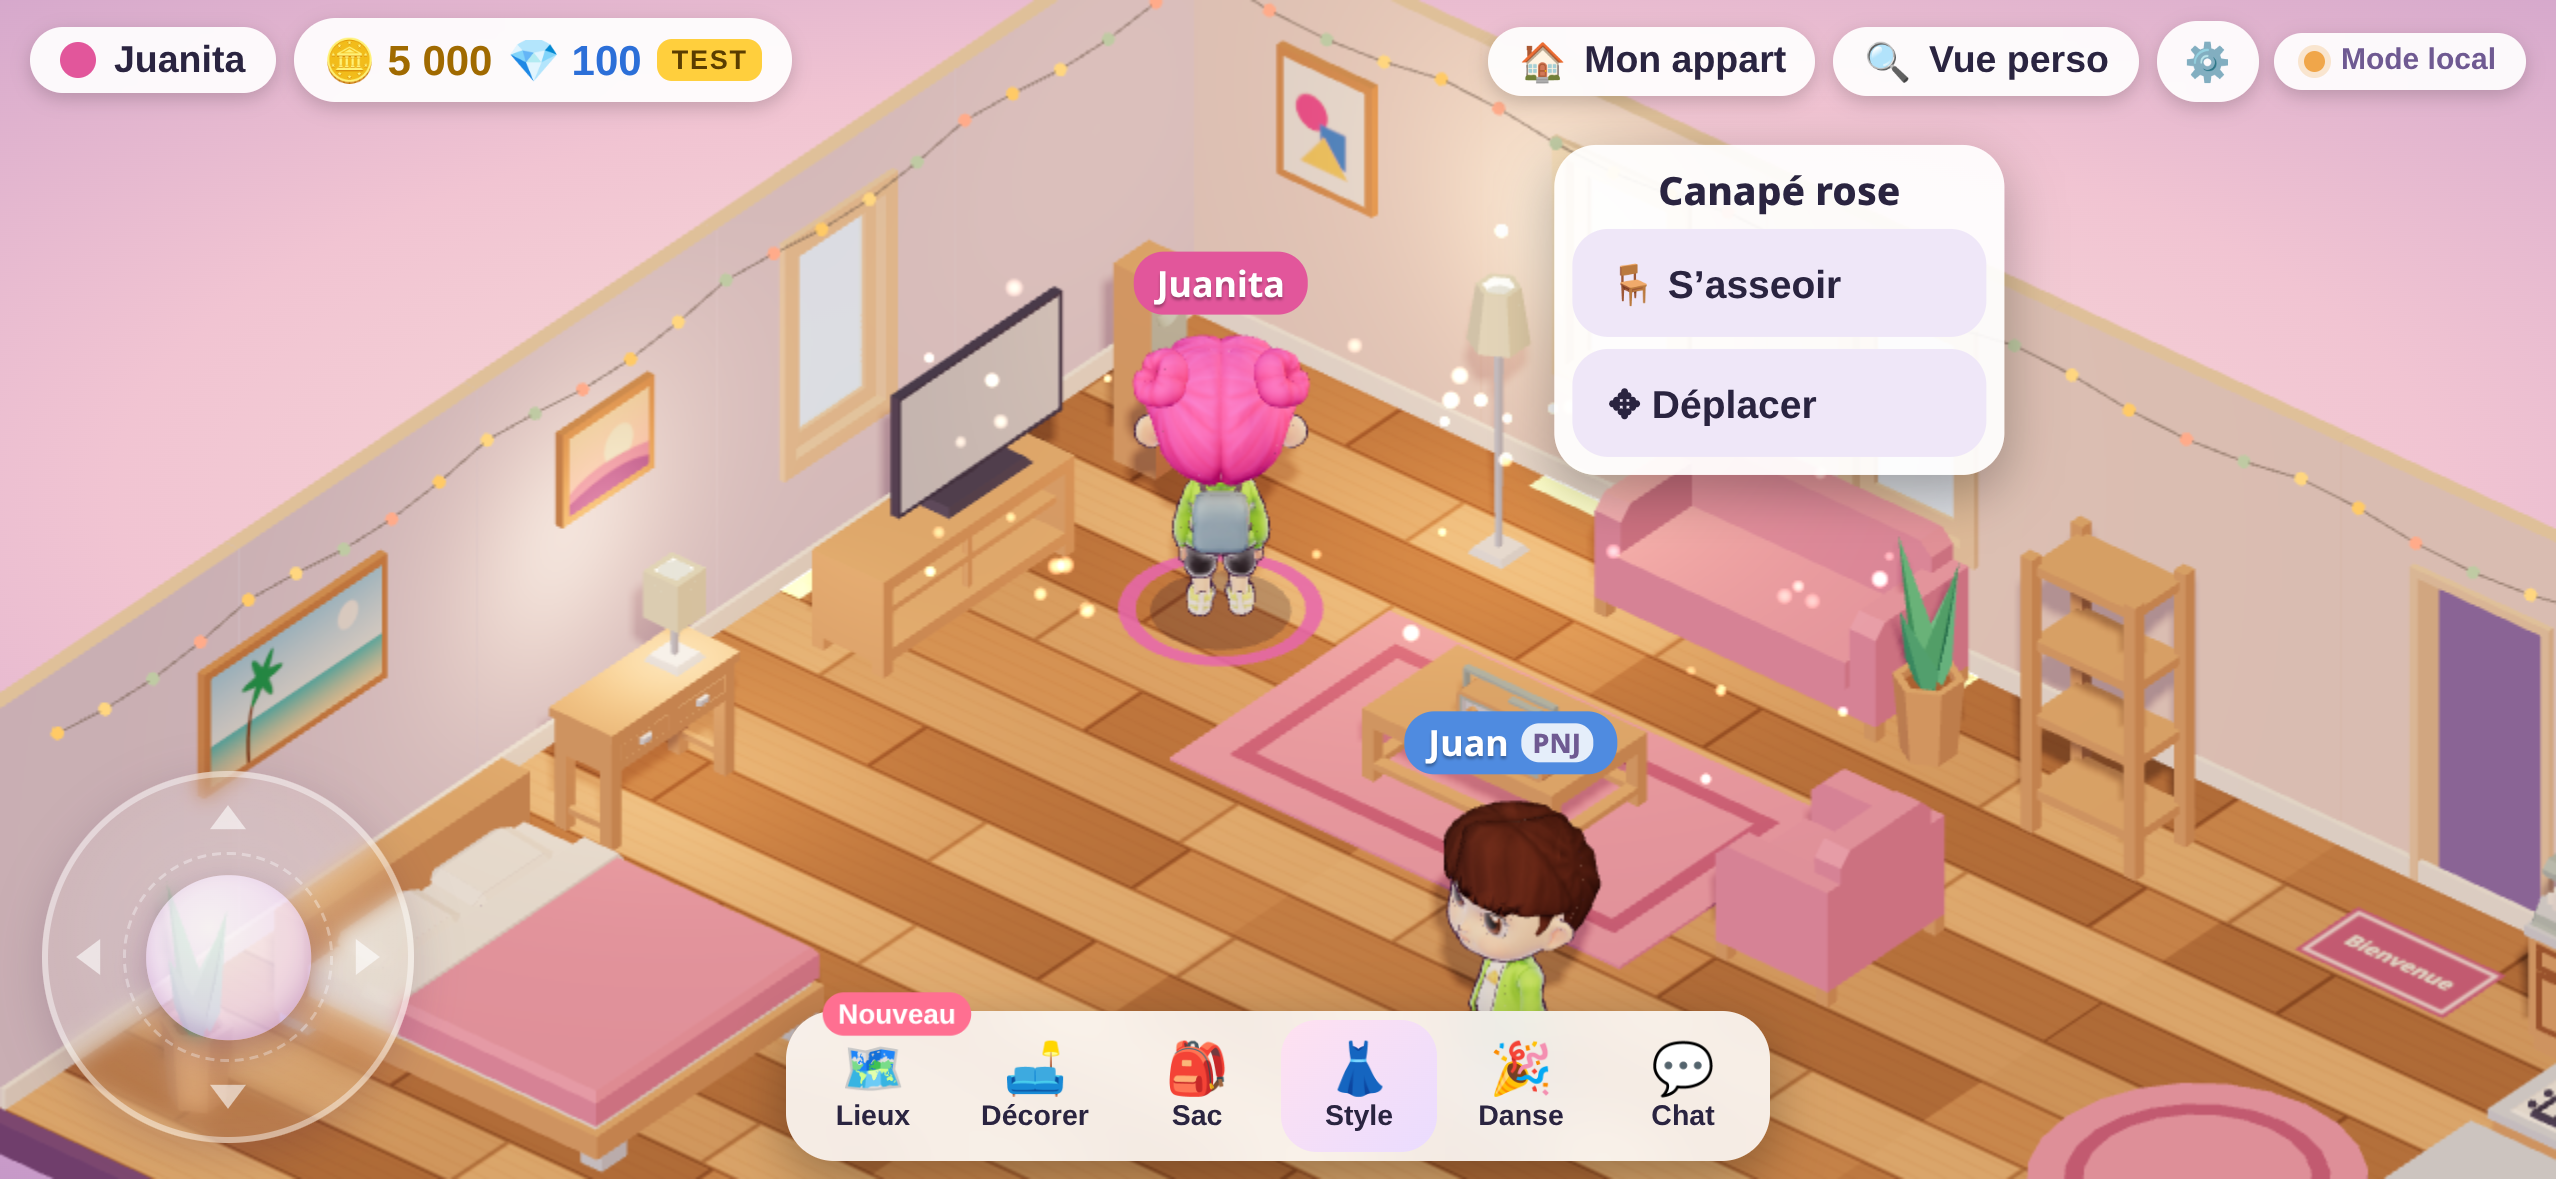 Juanita
5 000 100 TEST
Mon appart
Vue perso
Mode local
Canapé rose
S’asseoir
Déplacer
Juanita
Juan PNJ
Bienvenue
Nouveau
Lieux
Décorer
Sac
Style
Danse
Chat